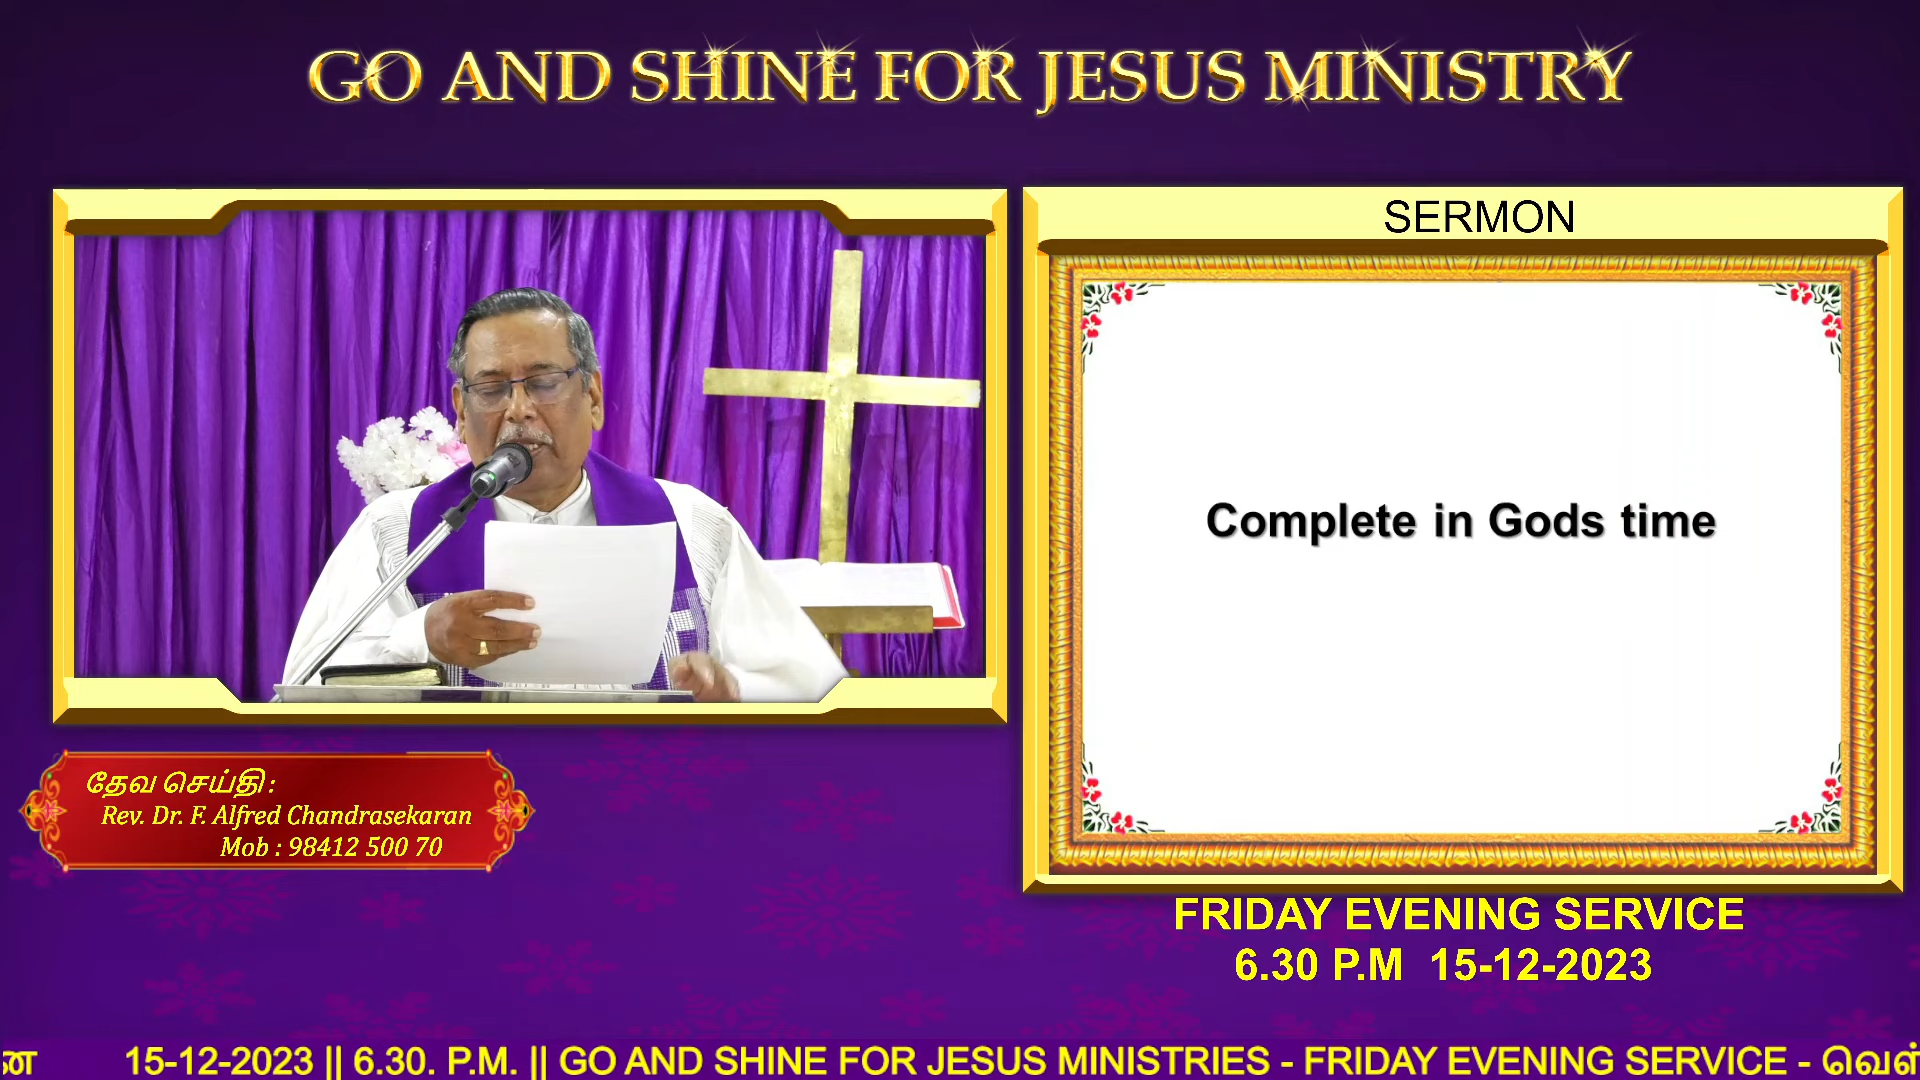 GO AND SHINE FOR JESUS MINISTRY
SERMON
Complete in Gods time
தேவ செய்தி :
Rev. Dr. F. Alfred Chandrasekaran
Mob : 98412 500 70
FRIDAY EVENING SERVICE
6.30 P.M 15-12-2023
15-12-2023 || 6.30. P.M. || GO AND SHINE FOR JESUS MINISTRIES - FRIDAY EVENING SERVICE -